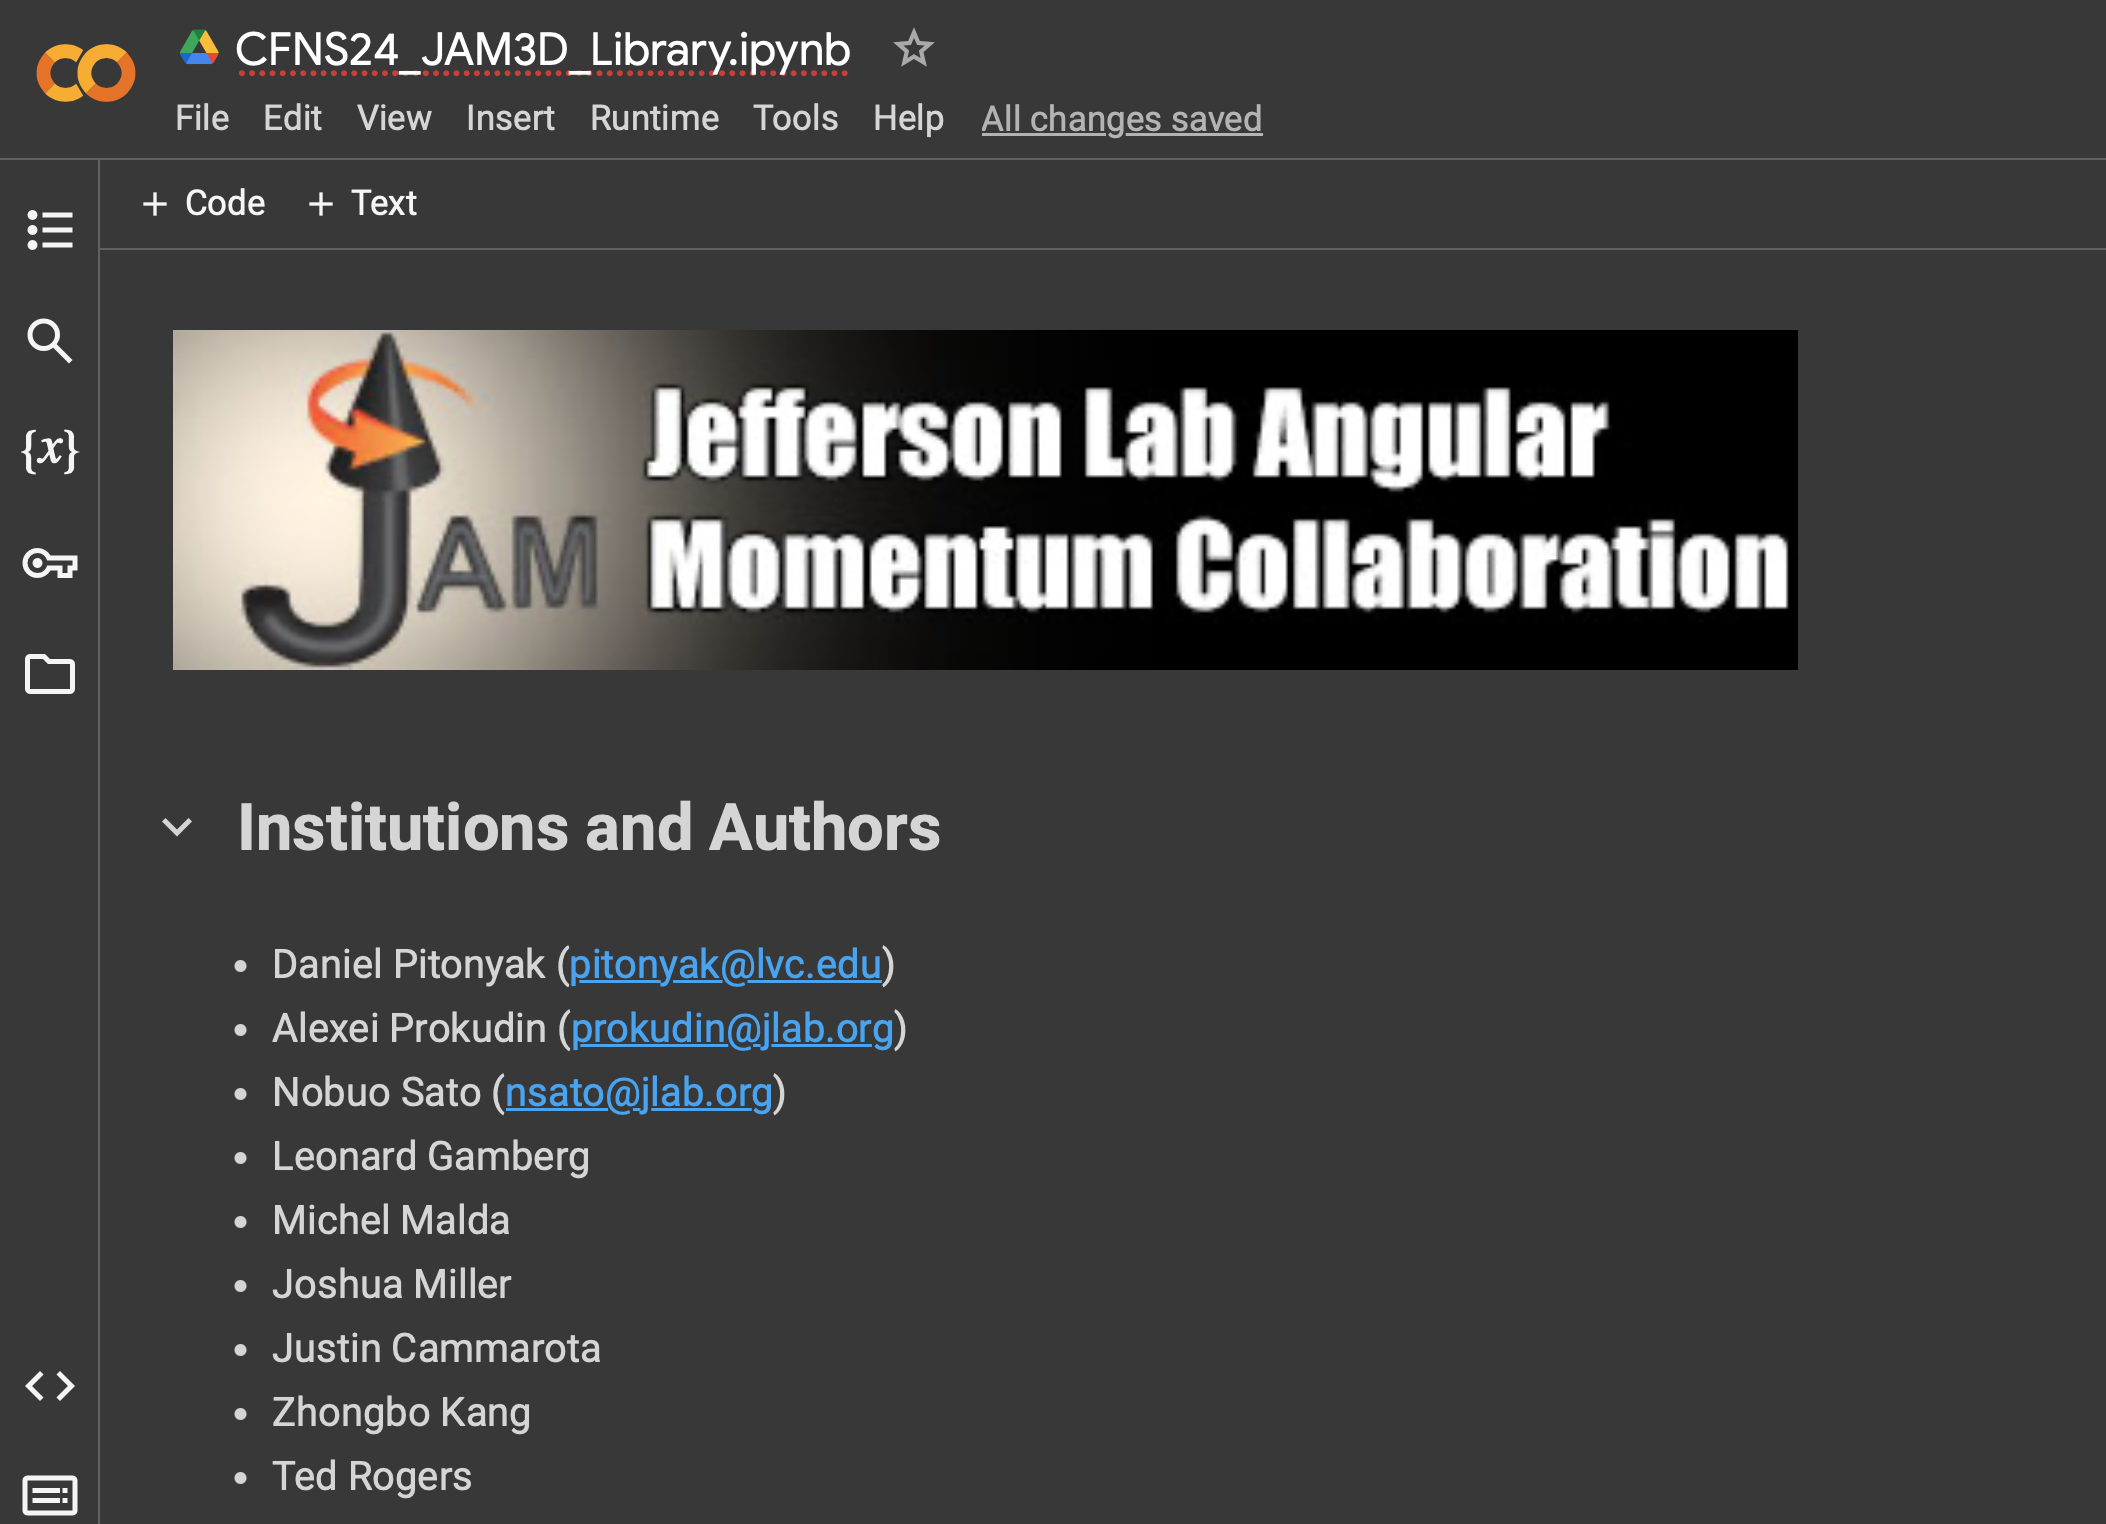 CFNS24_JAM3D_Library.ipynb
File Edit View Insert Runtime Tools Help All changes saved
+ Code + Text
{x}
JAM
Jefferson Lab Angular
Momentum Collaboration
Institutions and Authors
• Daniel Pitonyak (pitonyak@lvc.edu)
• Alexei Prokudin (prokudin@jlab.org)
• Nobuo Sato (nsato@jlab.org)
• Leonard Gamberg
• Michel Malda
• Joshua Miller
• Justin Cammarota
• Zhongbo Kang
• Ted Rogers